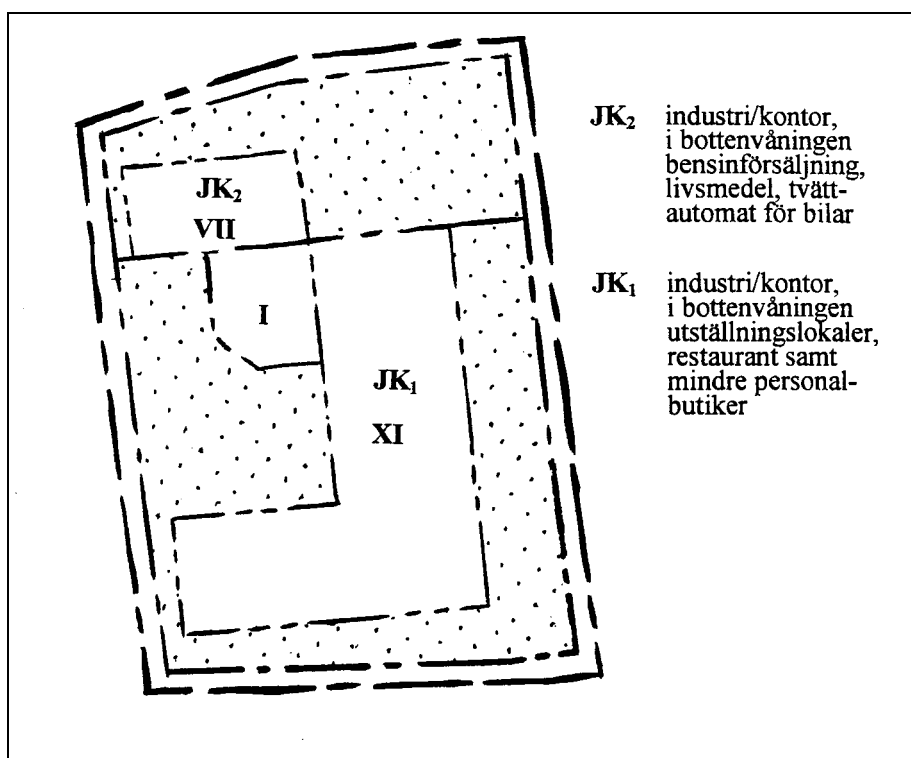 JK₂
VII
I
JK₁
XI
JK₂ industri/kontor,
i bottenvåningen
bensinförsäljning,
livsmedel, tvätt-
automat för bilar
JK₁ industri/kontor,
i bottenvåningen
utställningslokaler,
restaurant samt
mindre personal-
butiker